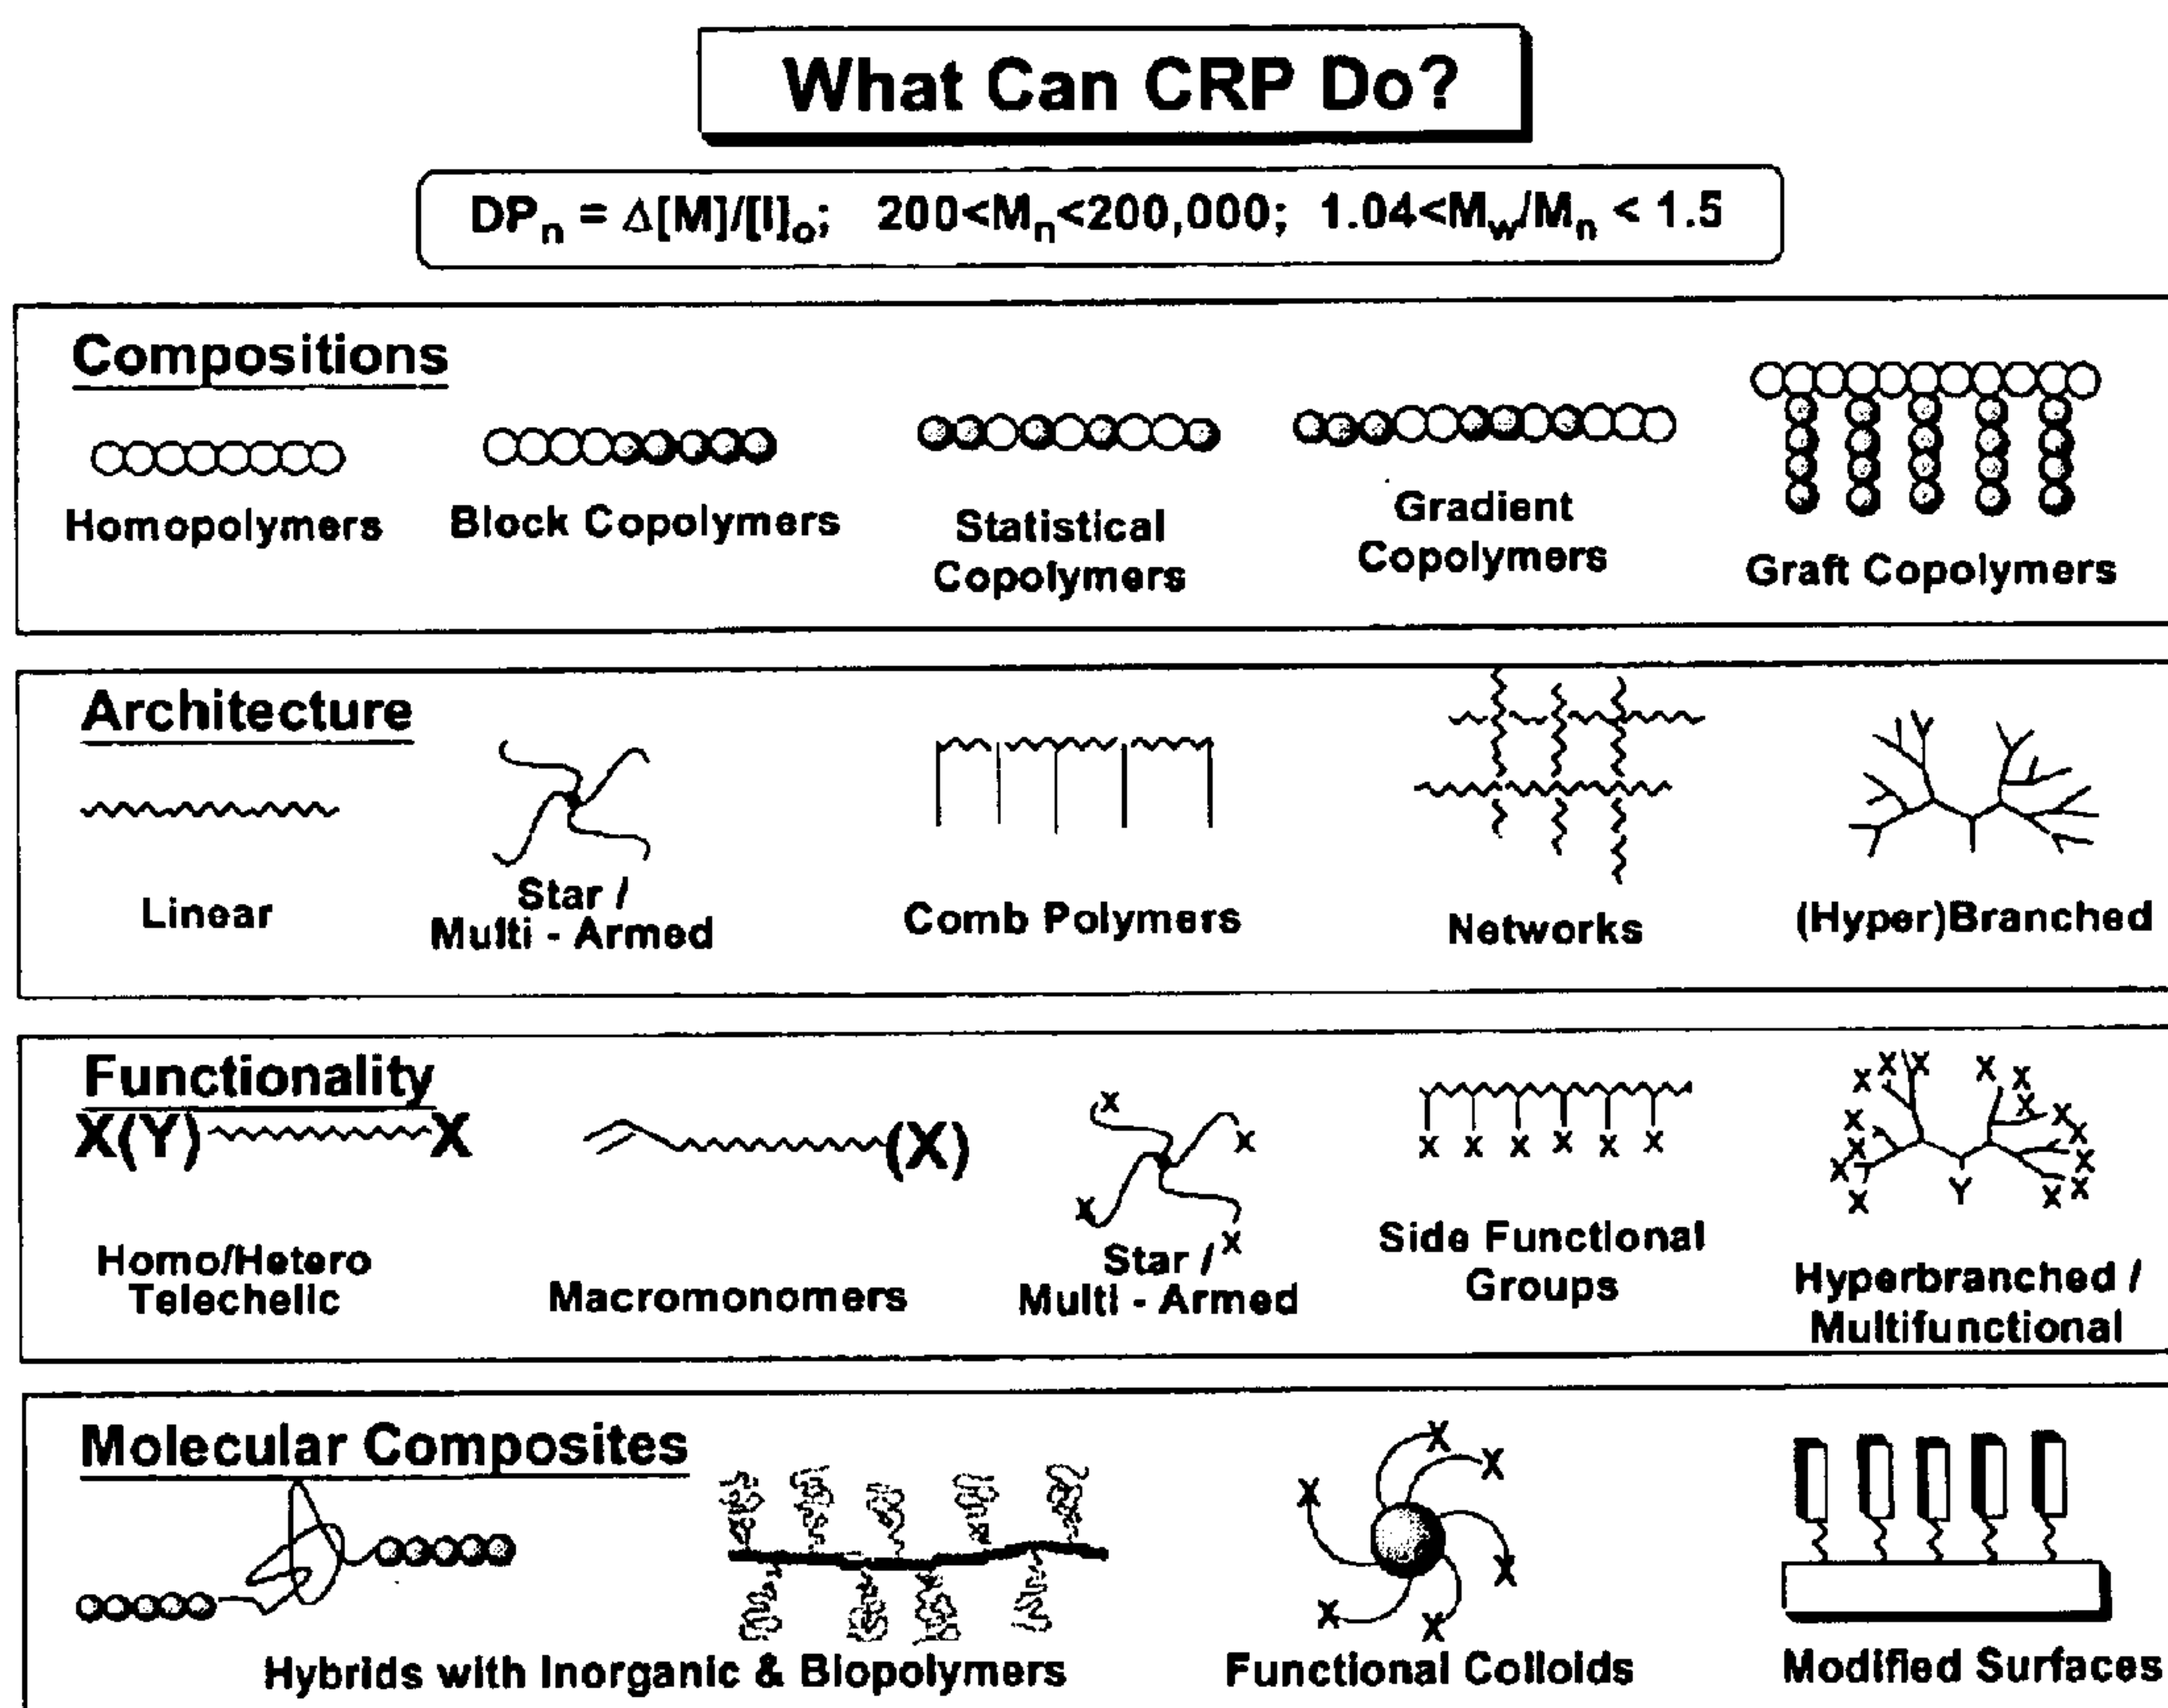 What Can CRP Do?
DPn = Δ[M]/[I]o; 200<Mn<200,000; 1.04<Mw/Mn < 1.5
Compositions
Homopolymers
Block Copolymers
Statistical
Copolymers
Gradient
Copolymers
Graft Copolymers
Architecture
Linear
Star /
Multi - Armed
Comb Polymers
Networks
(Hyper)Branched
Functionality
X(Y) X
Homo/Hetero
Telechelic
(X)
Macromonomers
X
X
X
X
Star /
Multi - Armed
X X X X X X
Side Functional
Groups
X X X X X
X X X X
X X X
X X X X
Y
Hyperbranched /
Multifunctional
Molecular Composites
Hybrids with Inorganic & Biopolymers
X
X
X
X
X
X
Functional Colloids
Modified Surfaces